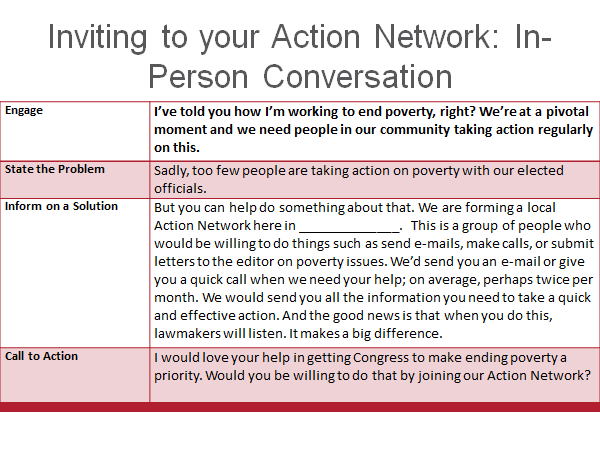 Inviting to your Action Network: In-
Person Conversation
Engage
I've told you how I'm working to end poverty, right? We're at a pivotal
moment and we need people in our community taking action regularly
on this.
State the Problem
Sadly, too few people are taking action on poverty with our elected
officials.
Inform on a Solution
But you can help do something about that. We are forming a local
Action Network here in _______________. This is a group of people who
would be willing to do things such as send e-mails, make calls, or submit
letters to the editor on poverty issues. We'd send you an e-mail or give
you a quick call when we need your help; on average, perhaps twice per
month. We would send you all the information you need to take a quick
and effective action. And the good news is that when you do this,
lawmakers will listen. It makes a big difference.
Call to Action
I would love your help in getting Congress to make ending poverty a
priority. Would you be willing to do that by joining our Action Network?